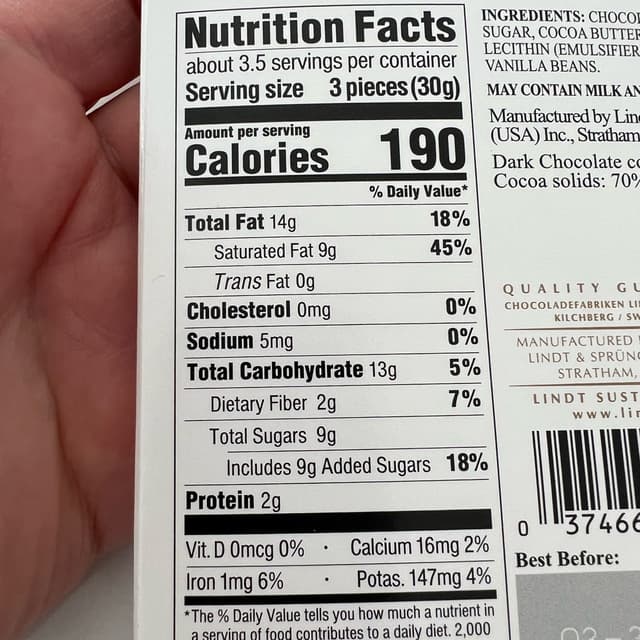 Nutrition Facts
about 3.5 servings per container
Serving size 3 pieces (30g)
Amount per serving
Calories 190
% Daily Value*
Total Fat 14g 18%
Saturated Fat 9g 45%
Trans Fat 0g
Cholesterol 0mg 0%
Sodium 5mg 0%
Total Carbohydrate 13g 5%
Dietary Fiber 2g 7%
Total Sugars 9g
Includes 9g Added Sugars 18%
Protein 2g
Vit. D 0mcg 0% · Calcium 16mg 2%
Iron 1mg 6% · Potas. 147mg 4%
*The % Daily Value tells you how much a nutrient in
a serving of food contributes to a daily diet. 2,000
INGREDIENTS:
SUGAR, COCOA
LECITHIN (EMULSIFIER
VANILLA BEANS.
MAY CONTAIN MILK
Manufactured by
(USA) Inc., Stratham
Dark Chocolate
Cocoa solids: 70%
QUALITY
CHOCOLADEFABRIKEN
KILCHBERG /
MANUFACTURED
LINDT & SPRÜNG
STRATHAM,
LINDT
www.li
0 37466
Best Before: